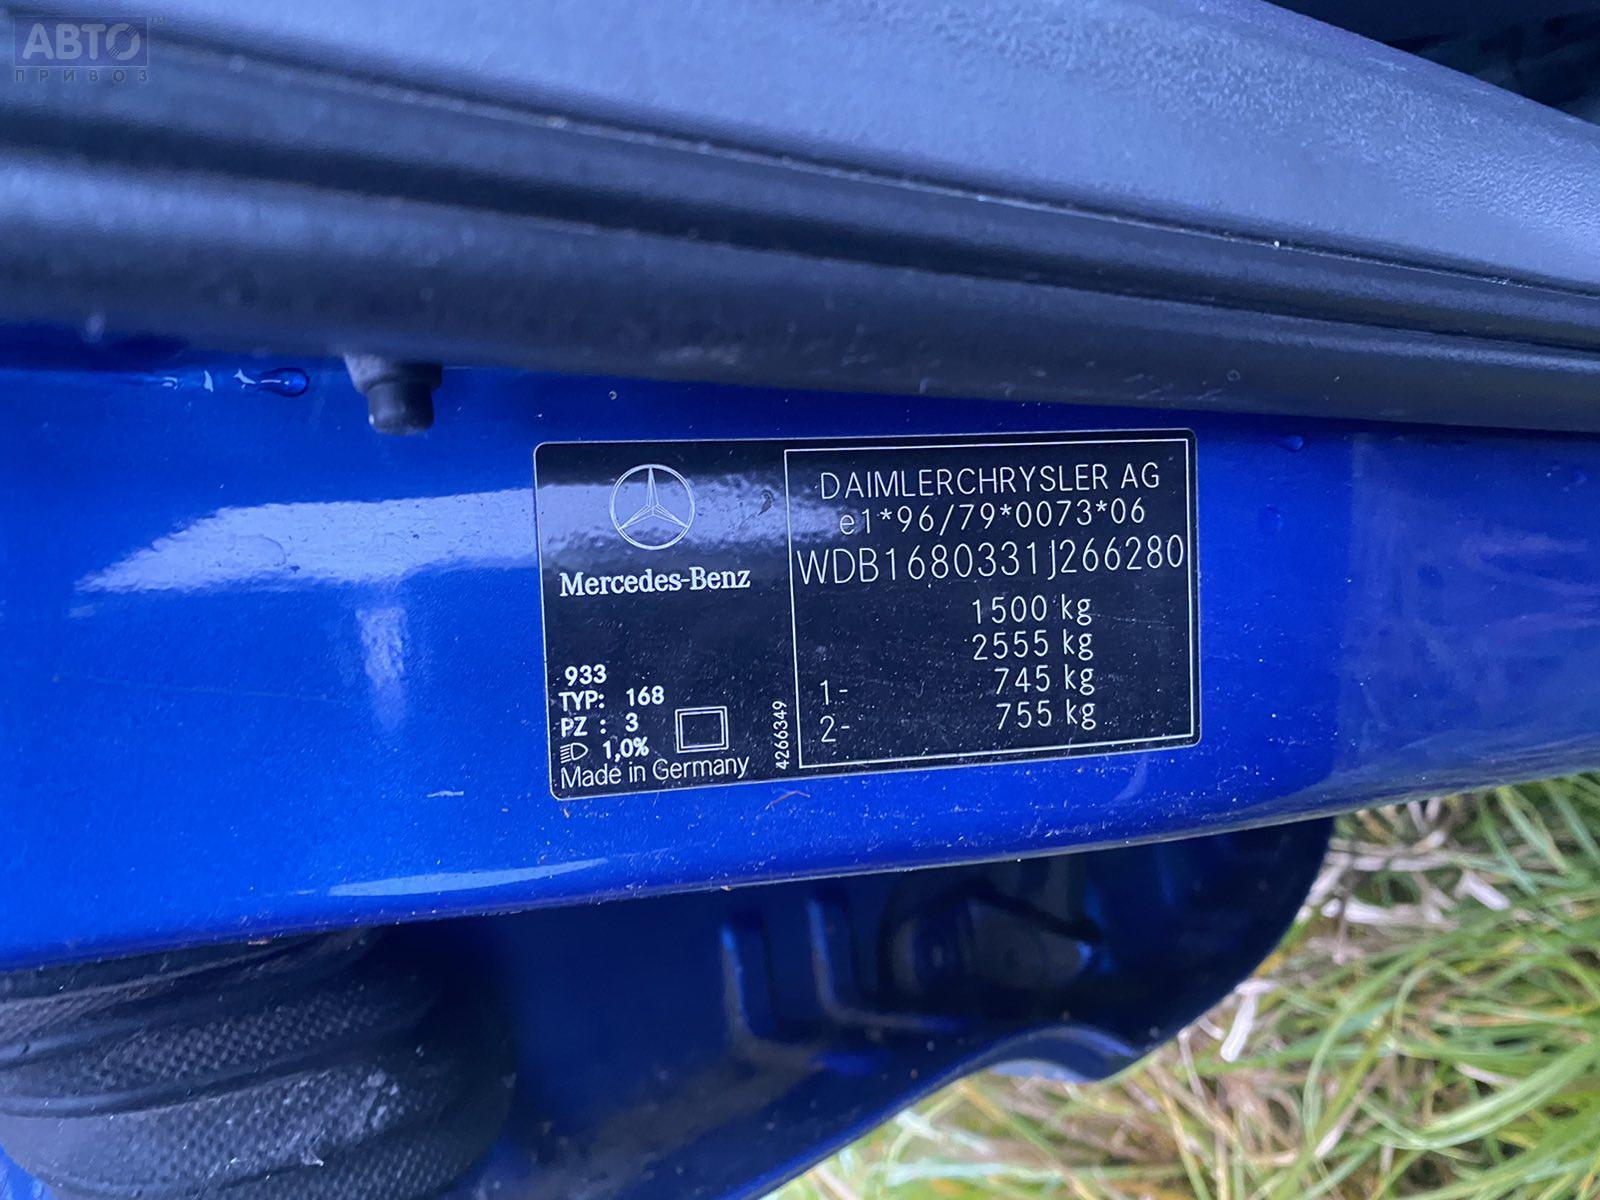 АВТО
ПРИВОЗ
Mercedes-Benz
933
TYP: 168
PZ : 3
1,0%
Made in Germany
4266349
DAIMLERCHRYSLER AG
e1*96/79*0073*06
WDB1680331J266280
1500 kg
2555 kg
1- 745 kg
2- 755 kg